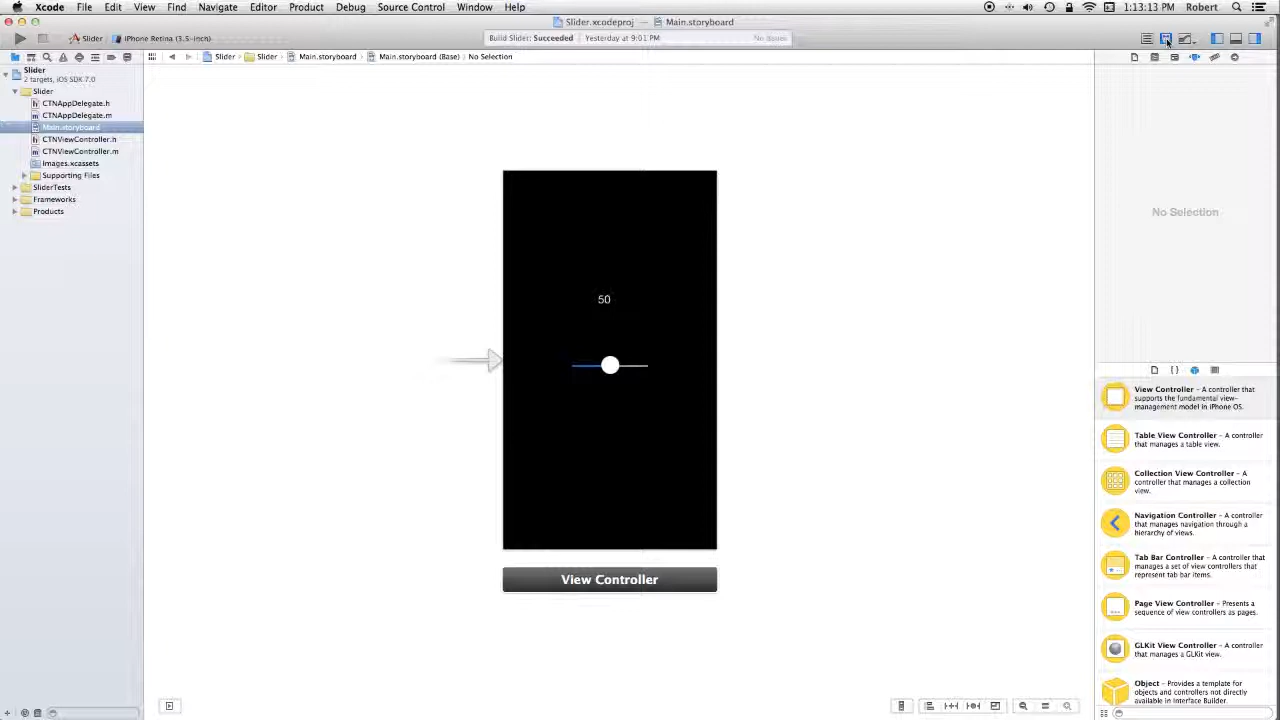 Xcode File Edit View Find Navigate Editor Product Debug Source Control Window Help
1:13:13 PM Robert
Slider.xcodeproj — Main.storyboard
Slider iPhone Retina (3.5-inch)
Build Slider: Succeeded Yesterday at 9:01 PM No Issues
Slider Slider Main.storyboard Main.storyboard (Base) No Selection
Slider
2 targets, iOS SDK 7.0
Slider
CTNAppDelegate.h
CTNAppDelegate.m
Main.storyboard
CTNViewController.h
CTNViewController.m
Images.xcassets
Supporting Files
SliderTests
Frameworks
Products
50
View Controller
No Selection
View Controller – A controller that
supports the fundamental view-
management model in iPhone OS.
Table View Controller – A controller
that manages a table view.
Collection View Controller – A
controller that manages a collection
view.
Navigation Controller – A controller
that manages navigation through a
hierarchy of views.
Tab Bar Controller – A controller that
manages a set of view controllers that
represent tab bar items.
Page View Controller – Presents a
sequence of view controllers as pages.
GLKit View Controller – A controller
that manages a GLKit view.
Object – Provides a template for
objects and controllers not directly
available in Interface Builder.